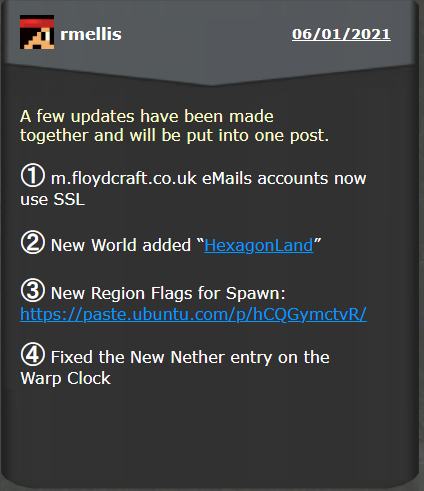 rmellis 06/01/2021
A few updates have been made
together and will be put into one post.
① m.floydcraft.co.uk eMails accounts now
use SSL
② New World added “HexagonLand”
③ New Region Flags for Spawn:
https://paste.ubuntu.com/p/hCQGymctvR/
④ Fixed the New Nether entry on the
Warp Clock